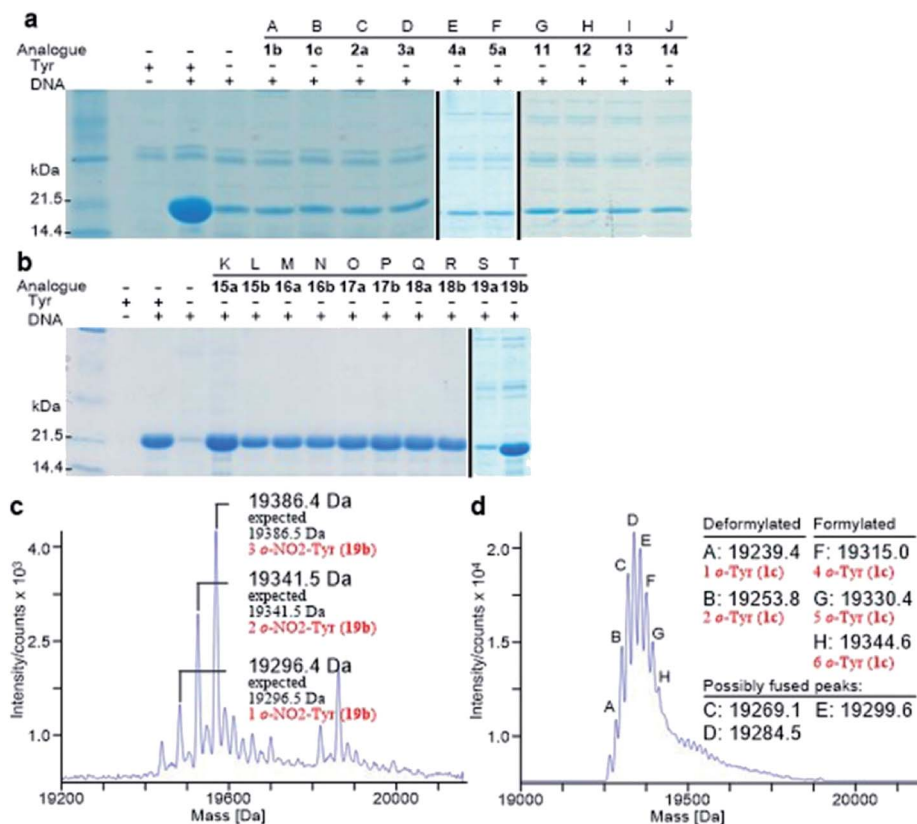 a
A B C D E F G H I J
Analogue - - - 1b 1c 2a 3a 4a 5a 11 12 13 14
Tyr + + - - - - - - - - - - -
DNA - + + + + + + + + + + + +
kDa
21.5
14.4
b
K L M N O P Q R S T
Analogue - - - 15a 15b 16a 16b 17a 17b 18a 18b 19a 19b
Tyr + + - - - - - - - - - - -
DNA - + + + + + + + + + + + +
kDa
21.5
14.4
c
19386.4 Da
expected
19386.5 Da
3 o-NO2-Tyr (19b)
19341.5 Da
expected
19341.5 Da
2 o-NO2-Tyr (19b)
19296.4 Da
expected
19296.5 Da
1 o-NO2-Tyr (19b)
Intensity/counts x 10³
4.0
2.5
1.0
19200 19600 20000
Mass [Da]
d
Intensity/counts x 10⁴
2.0
1.5
1.0
A B C D E F G H
19000 19500 20000
Mass [Da]
Deformylated Formylated
A: 19239.4 F: 19315.0
1 o-Tyr (1c) 4 o-Tyr (1c)
B: 19253.8 G: 19330.4
2 o-Tyr (1c) 5 o-Tyr (1c)
H: 19344.6
6 o-Tyr (1c)
Possibly fused peaks:
C: 19269.1 E: 19299.6
D: 19284.5